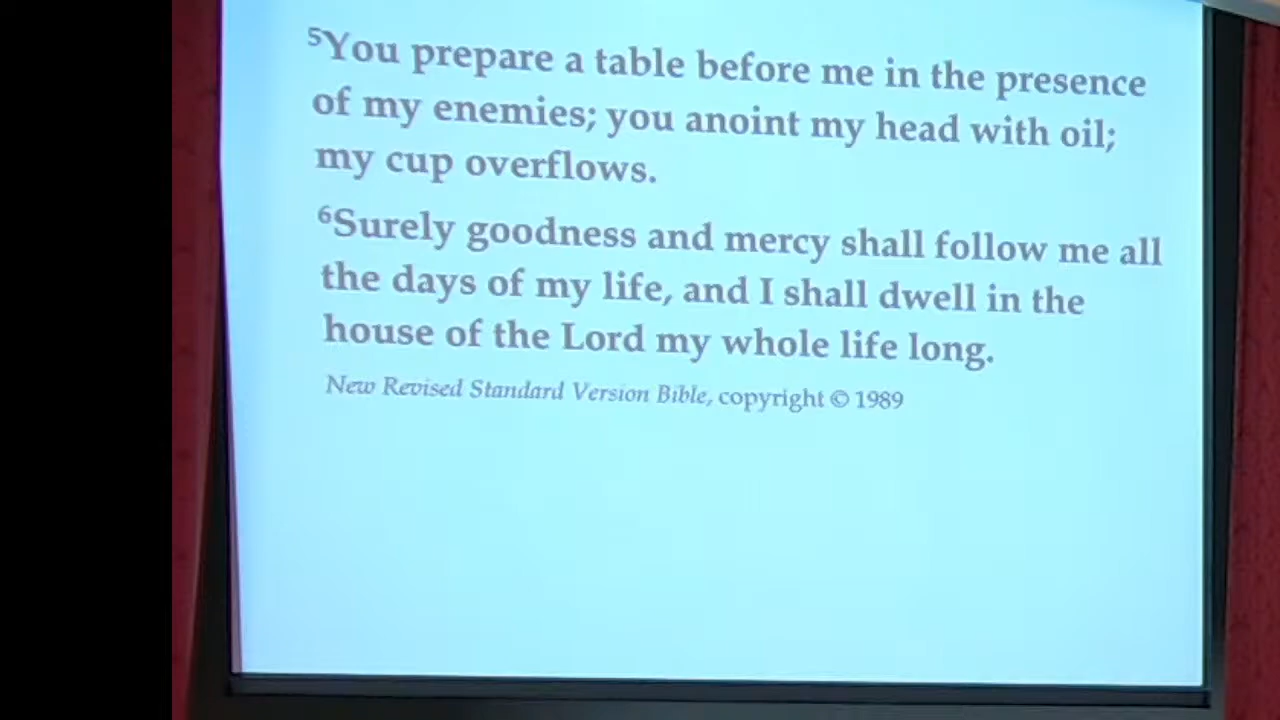 ⁵You prepare a table before me in the presence
of my enemies; you anoint my head with oil;
my cup overflows.
⁶Surely goodness and mercy shall follow me all
the days of my life, and I shall dwell in the
house of the Lord my whole life long.
New Revised Standard Version Bible, copyright © 1989